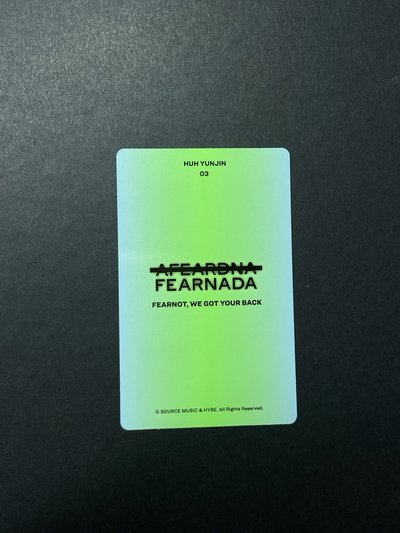 HUH YUNJIN
03
AFEARDNA
FEARNADA
FEARNOT, WE GOT YOUR BACK
© SOURCE MUSIC & HYBE. All Rights Reserved.